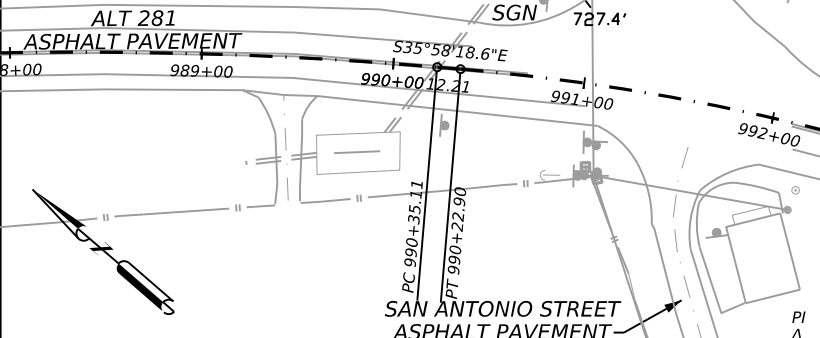 SGN
727.4'
ALT 281
ASPHALT PAVEMENT
S35°58'18.6"E
8+00
989+00
990+00
12.21
991+00
992+00
PC 990+35.11
PT 990+22.90
SAN ANTONIO STREET
ASPHALT PAVEMENT
PI